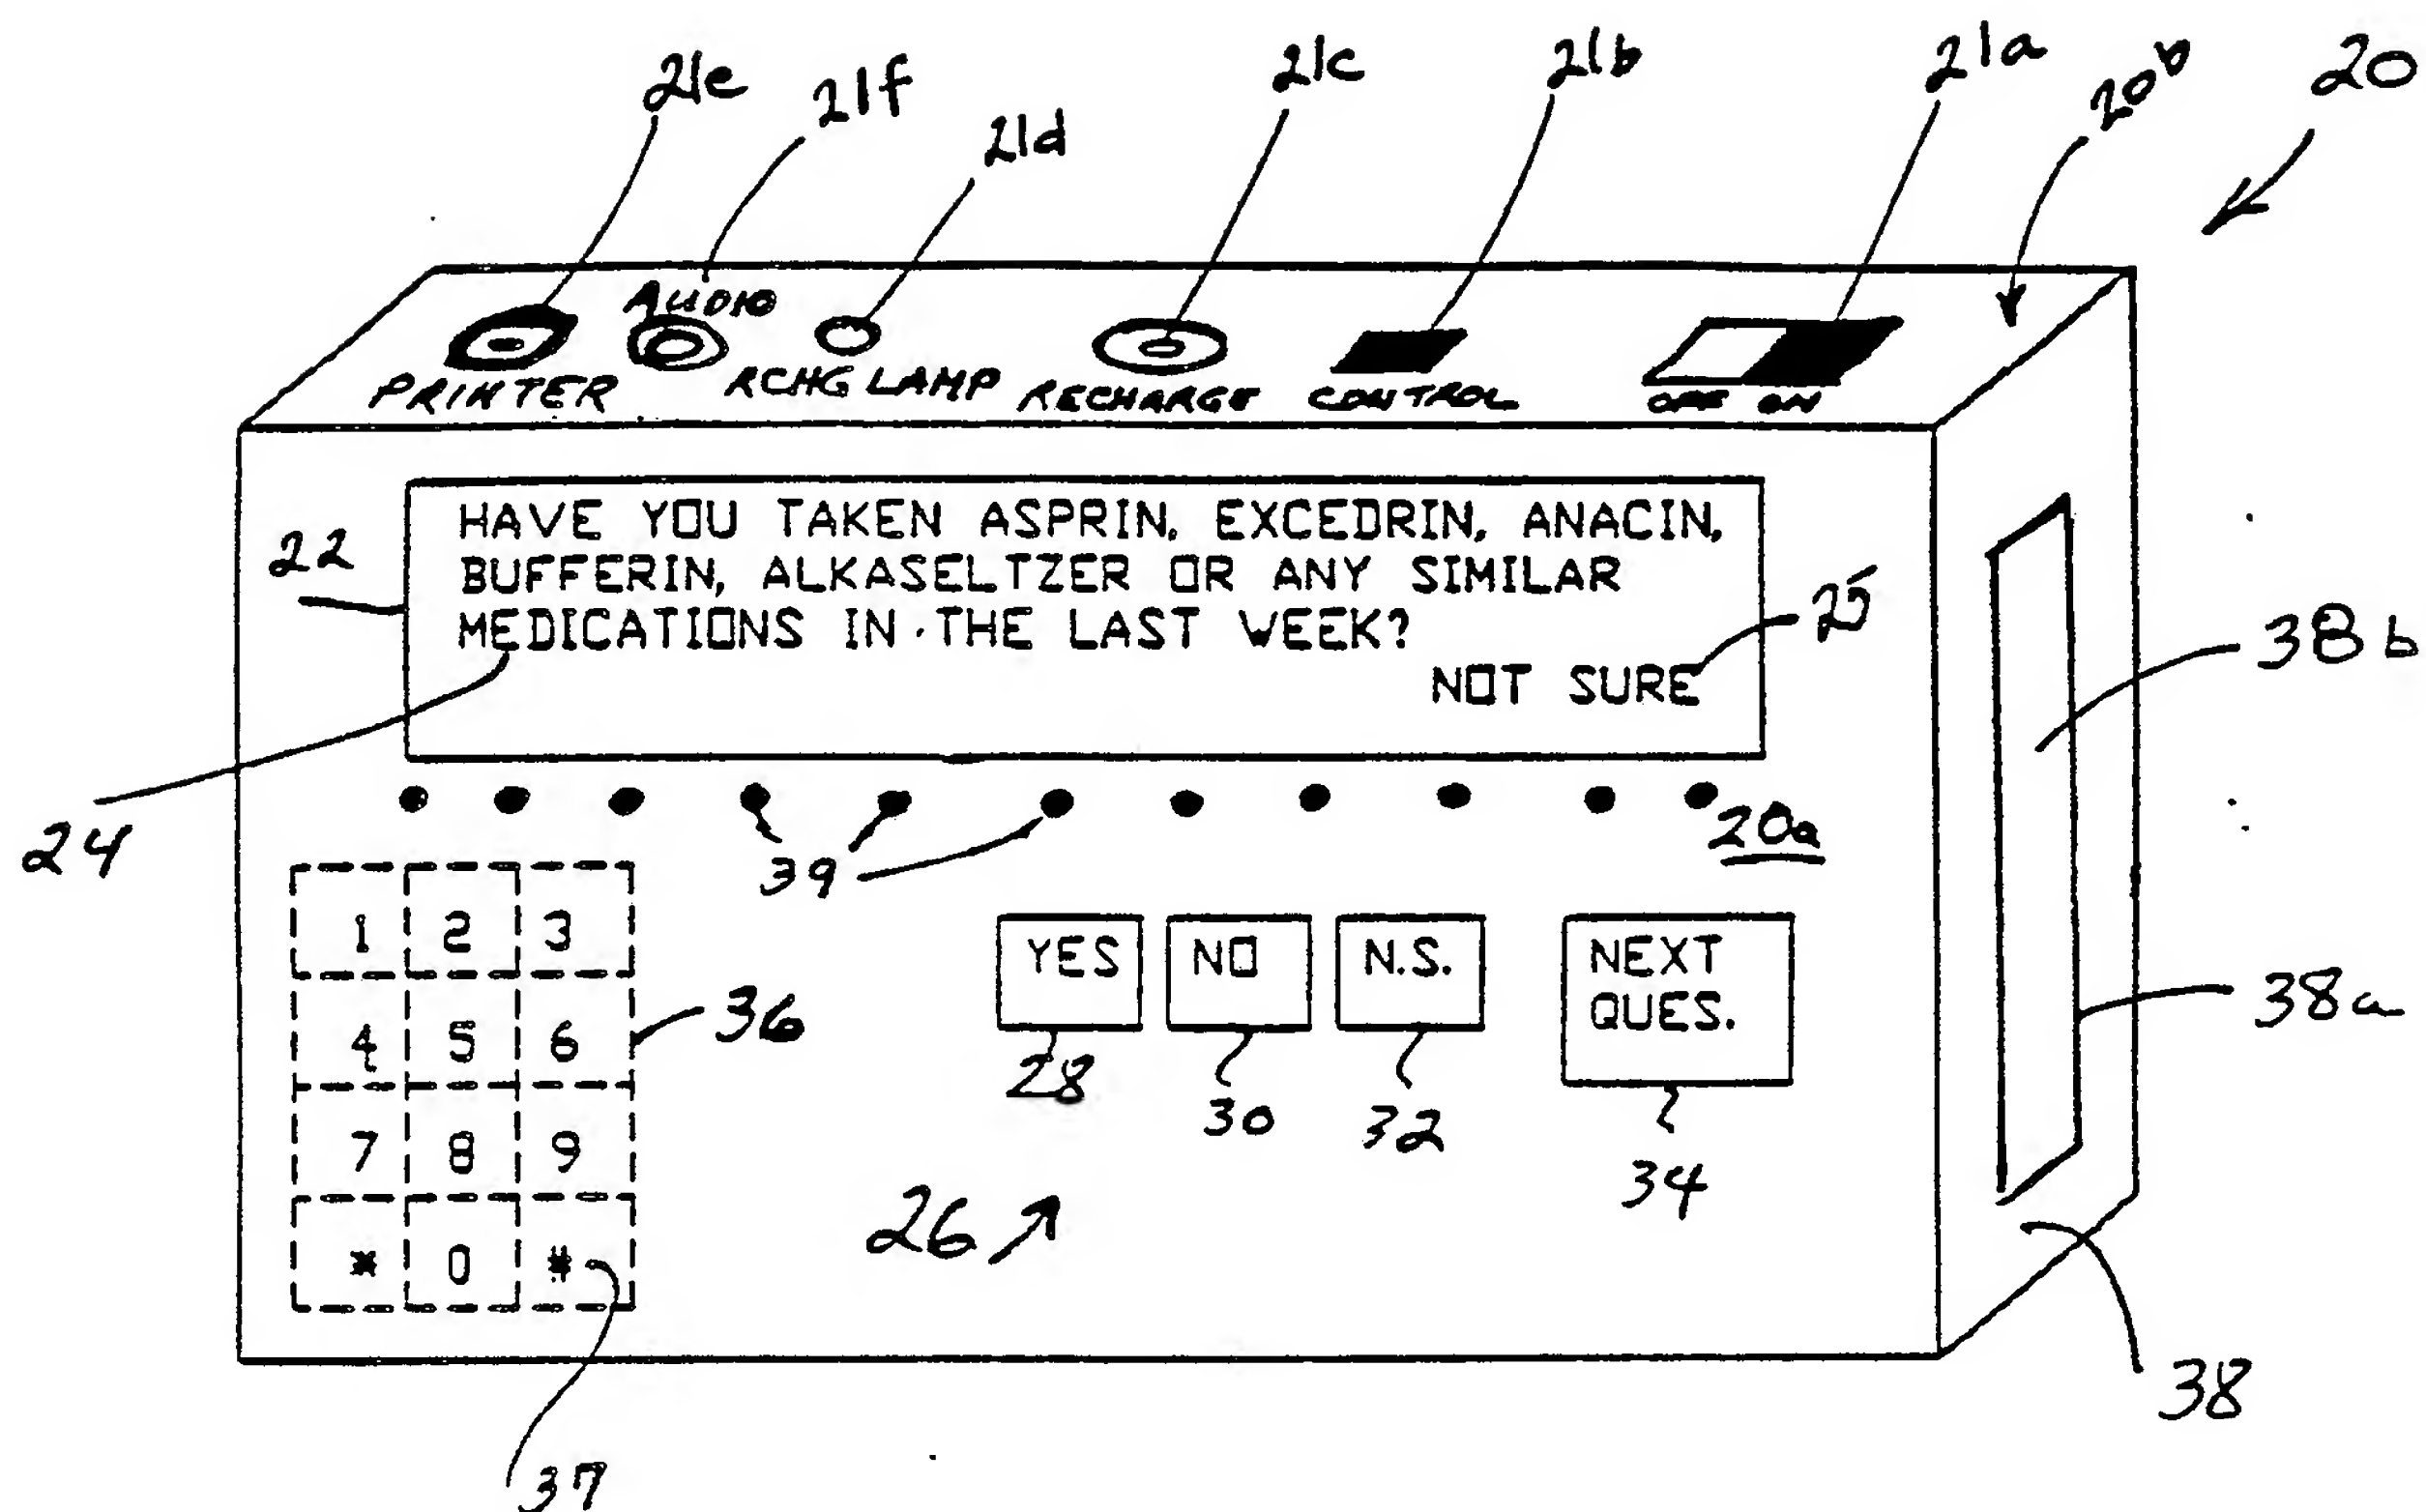 21e 21f 21d 21c 21b 21a 20b 20
AUDIO
PRINTER RCHG LAMP RECHARGE CONTROL OFF ON
22
HAVE YOU TAKEN ASPRIN, EXCEDRIN, ANACIN,
BUFFERIN, ALKASELTZER OR ANY SIMILAR
MEDICATIONS IN THE LAST WEEK?
NOT SURE
25
38b
24
39
20a
1 2 3
4 5 6
7 8 9
* 0 #
36
YES NO N.S. NEXT
QUES.
28 30 32 34
38a
26
38
37